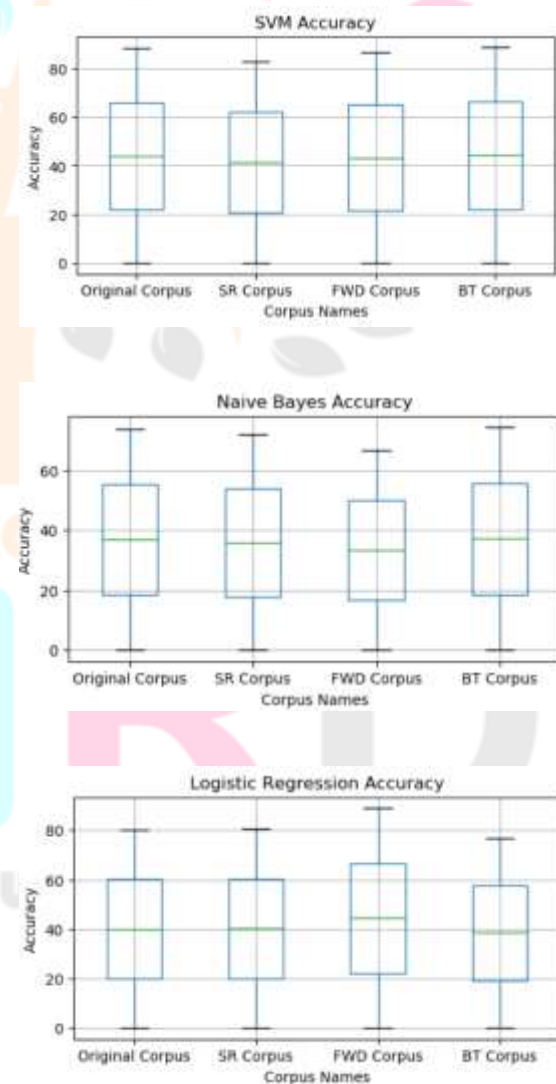 SVM Accuracy
80
60
40
20
0
Accuracy
Original Corpus SR Corpus FWD Corpus BT Corpus
Corpus Names
Naive Bayes Accuracy
60
40
20
0
Accuracy
Original Corpus SR Corpus FWD Corpus BT Corpus
Corpus Names
Logistic Regression Accuracy
80
60
40
20
0
Accuracy
Original Corpus SR Corpus FWD Corpus BT Corpus
Corpus Names